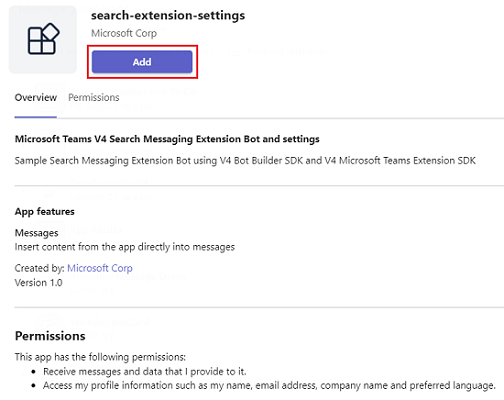 search-extension-settings
Microsoft Corp
Add
Overview
Permissions
Microsoft Teams V4 Search Messaging Extension Bot and settings
Sample Search Messaging Extension Bot using V4 Bot Builder SDK and V4 Microsoft Teams Extension SDK
App features
Messages
Insert content from the app directly into messages
Created by: Microsoft Corp
Version 1.0
Permissions
This app has the following permissions:
• Receive messages and data that I provide to it.
• Access my profile information such as my name, email address, company name and preferred language.